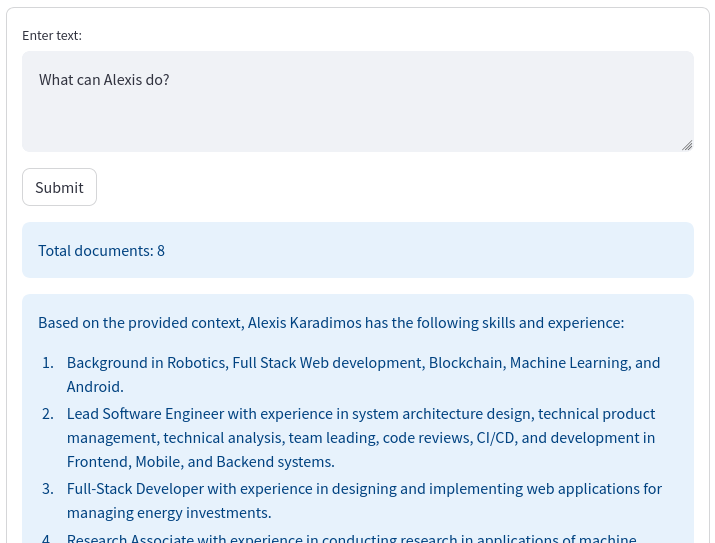 Enter text:
What can Alexis do?
Submit
Total documents: 8
Based on the provided context, Alexis Karadimos has the following skills and experience:
1. Background in Robotics, Full Stack Web development, Blockchain, Machine Learning, and
Android.
2. Lead Software Engineer with experience in system architecture design, technical product
management, technical analysis, team leading, code reviews, CI/CD, and development in
Frontend, Mobile, and Backend systems.
3. Full-Stack Developer with experience in designing and implementing web applications for
managing energy investments.
4. Research Associate with experience in conducting research in applications of machine